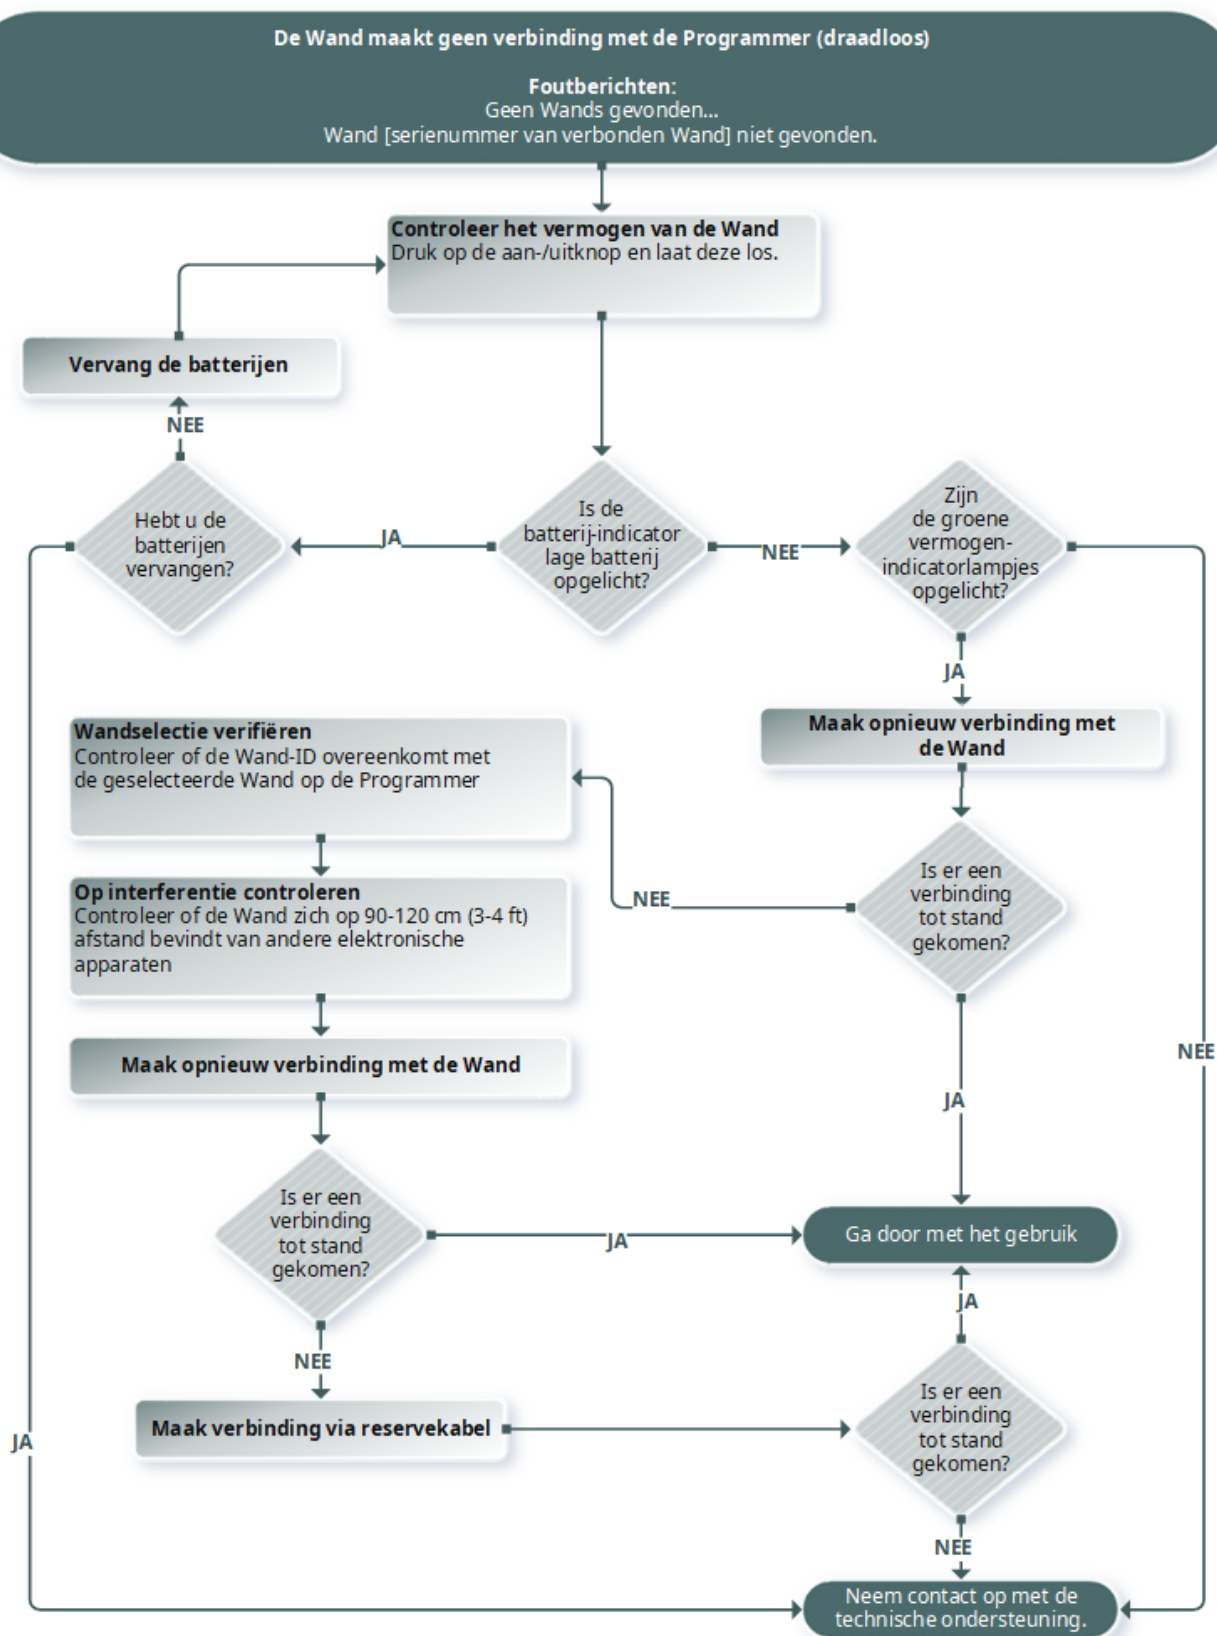 De Wand maakt geen verbinding met de Programmer (draadloos)
Foutberichten:
Geen Wands gevonden...
Wand [serienummer van verbonden Wand] niet gevonden.
Controleer het vermogen van de Wand
Druk op de aan-/uitknop en laat deze los.
Vervang de batterijen
NEE
Hebt u de
batterijen
vervangen?
JA
Is de
batterij-indicator
lage batterij
opgelicht?
NEE
Zijn
de groene
vermogen-
indicatorlampjes
opgelicht?
JA
Maak opnieuw verbinding met
de Wand
Wandselectie verifiëren
Controleer of de Wand-ID overeenkomt met
de geselecteerde Wand op de Programmer
Is er een
verbinding
tot stand
gekomen?
NEE
Op interferentie controleren
Controleer of de Wand zich op 90-120 cm (3-4 ft)
afstand bevindt van andere elektronische
apparaten
Maak opnieuw verbinding met de Wand
NEE
JA
Is er een
verbinding
tot stand
gekomen?
JA
Ga door met het gebruik
JA
NEE
Maak verbinding via reservekabel
Is er een
verbinding
tot stand
gekomen?
JA
NEE
Neem contact op met de
technische ondersteuning.